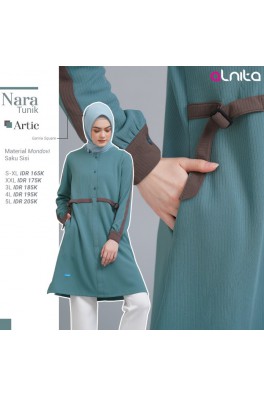 alnita
Nara
Tunik
Artie
Material Mondovi
Saku Sisi
S-XL IDR 165K
XXL IDR 175K
3L IDR 185K
4L IDR 195K
5L IDR 205K